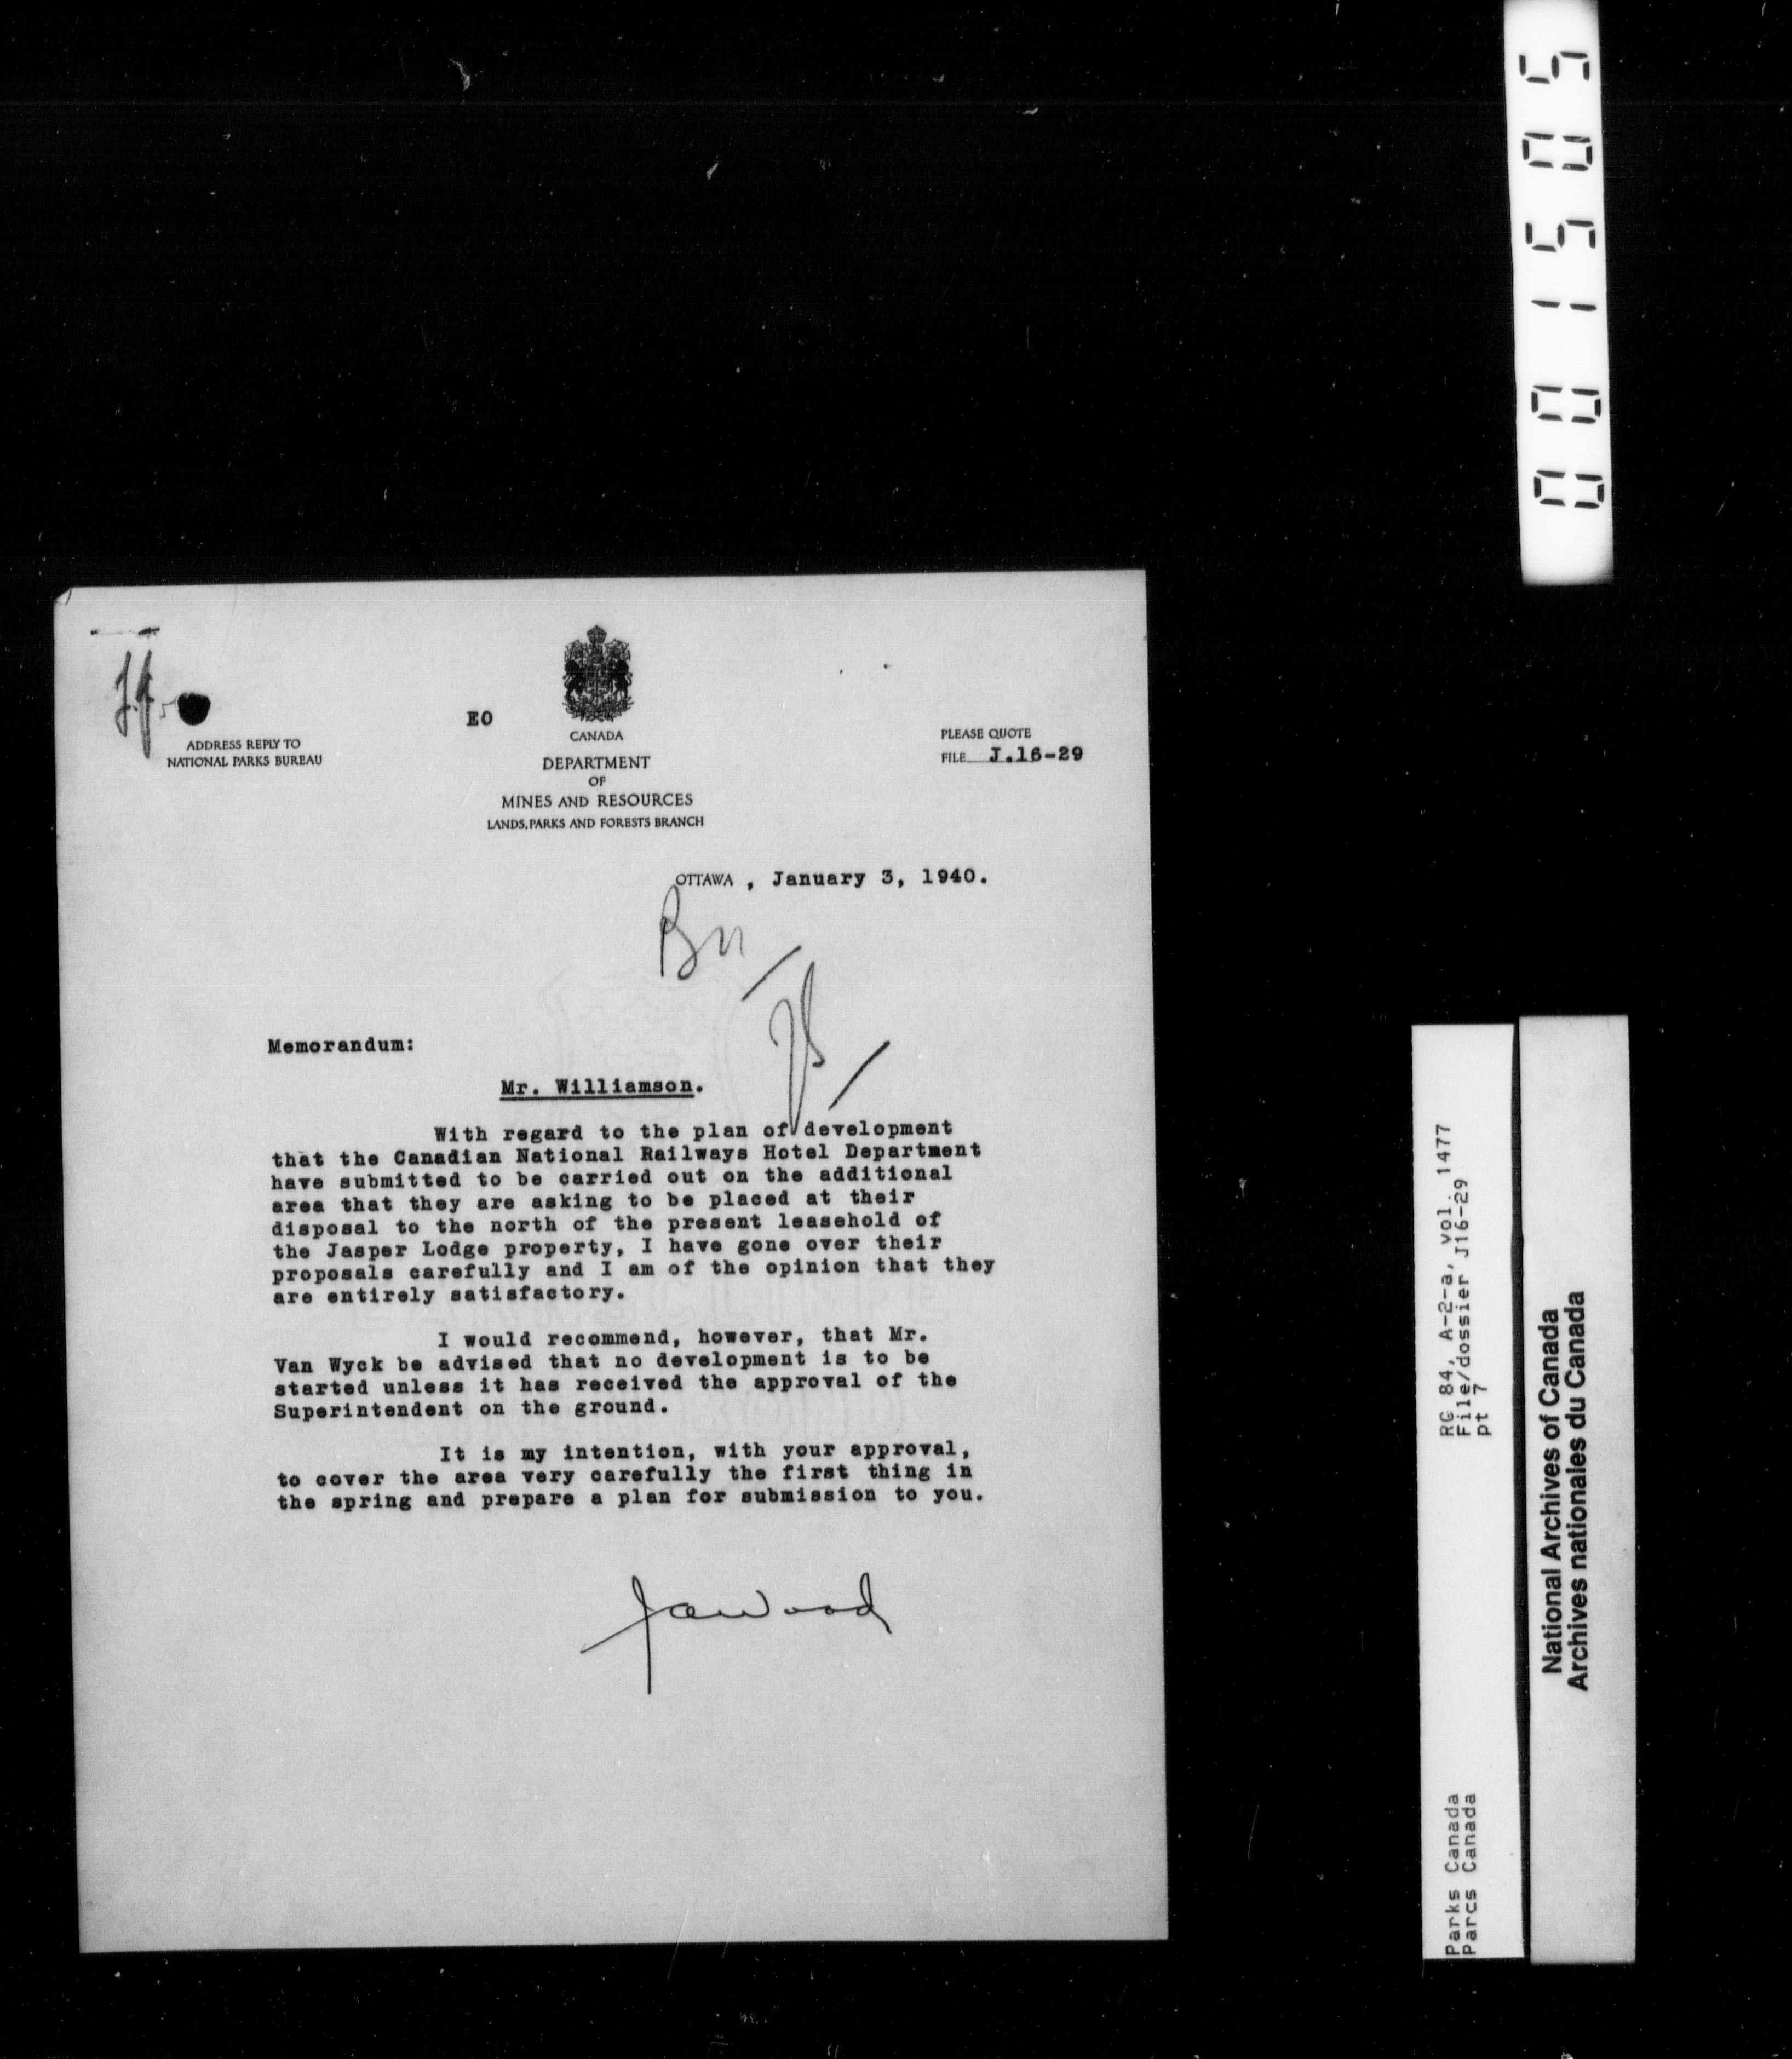 EO
CANADA
ADDRESS REPLY TO
NATIONAL PARKS BUREAU
DEPARTMENT
OF
MINES AND RESOURCES
LANDS, PARKS AND FORESTS BRANCH
PLEASE QUOTE
FILE J.16-29
OTTAWA, January 3, 1940.
Memorandum:
Mr. Williamson.
With regard to the plan of development
that the Canadian National Railways Hotel Department
have submitted to be carried out on the additional
area that they are asking to be placed at their
disposal to the north of the present leasehold of
the Jasper Lodge property, I have gone over their
proposals carefully and I am of the opinion that they
are entirely satisfactory.
I would recommend, however, that Mr.
Van Wyck be advised that no development is to be
started unless it has received the approval of the
Superintendent on the ground.
It is my intention, with your approval,
to cover the area very carefully the first thing in
the spring and prepare a plan for submission to you.
JAWood
001505
RG 84, A-2-a, vol. 1477
File/dossier J16-29
pt 7
Parks Canada
Parcs Canada
National Archives of Canada
Archives nationales du Canada